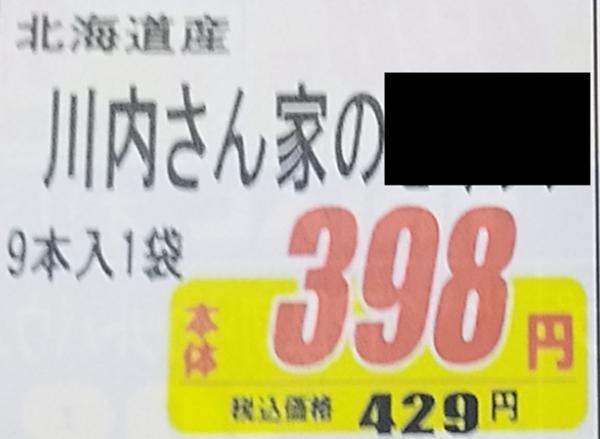 北海道産
川内さん家の
9本入1袋
本体 398円
税込価格 429円